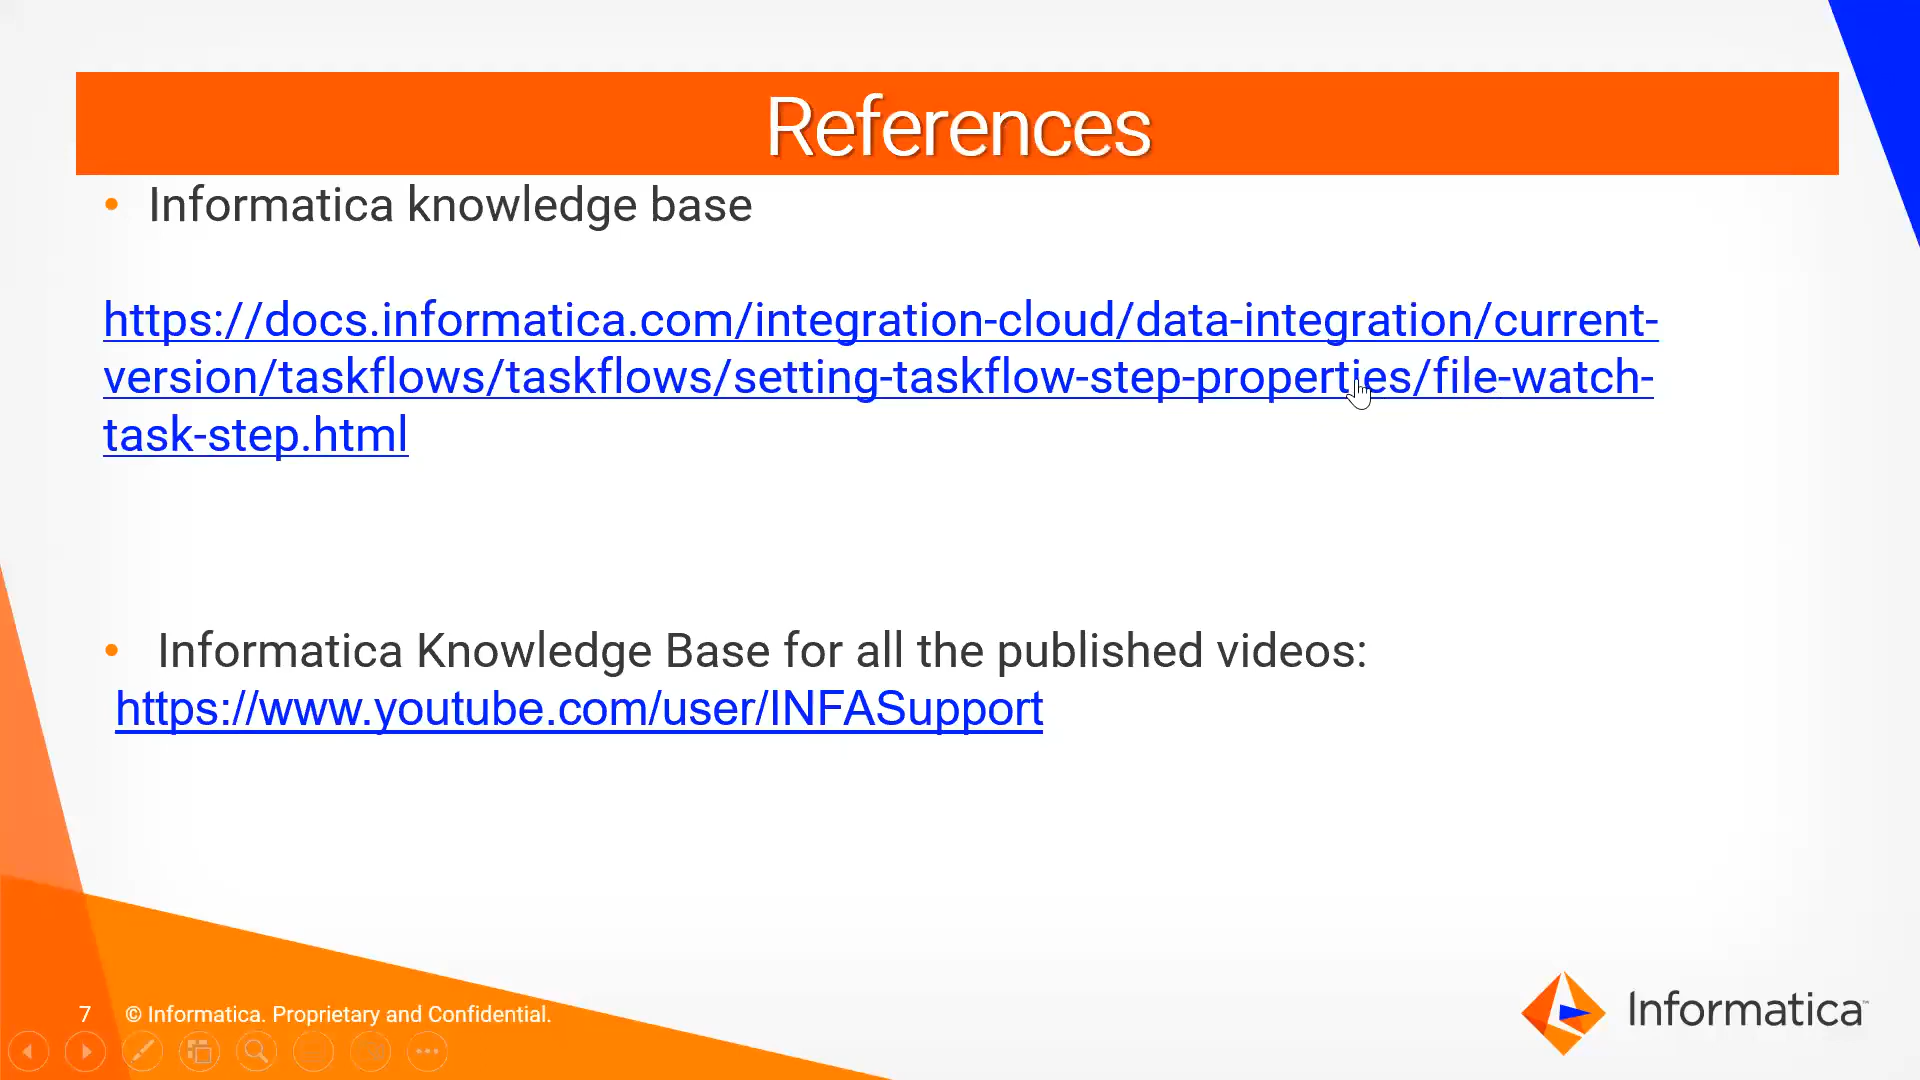 References
• Informatica knowledge base
https://docs.informatica.com/integration-cloud/data-integration/current-
version/taskflows/taskflows/setting-taskflow-step-properties/file-watch-
task-step.html
• Informatica Knowledge Base for all the published videos:
https://www.youtube.com/user/INFASupport
7 © Informatica. Proprietary and Confidential.
Informatica™